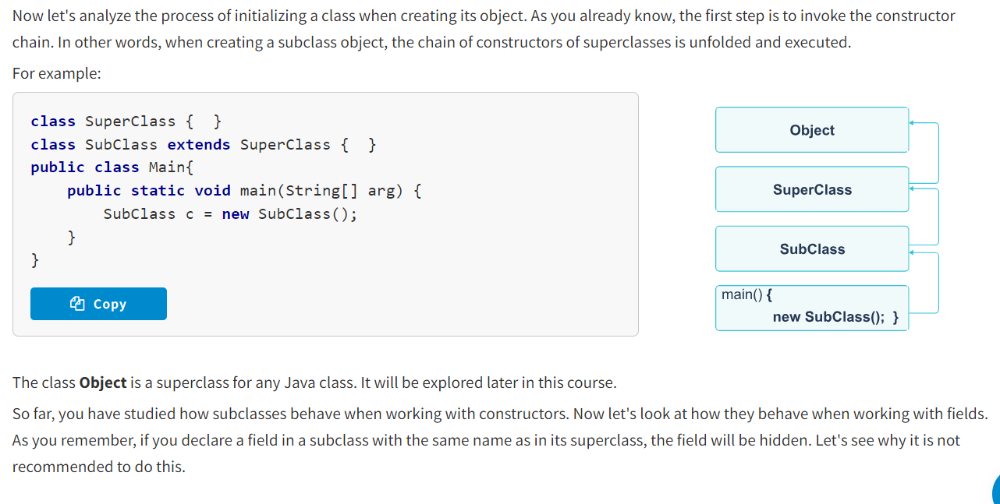 Now let's analyze the process of initializing a class when creating its object. As you already know, the first step is to invoke the constructor
chain. In other words, when creating a subclass object, the chain of constructors of superclasses is unfolded and executed.
For example:
class SuperClass {  }
class SubClass extends SuperClass {  }
public class Main{
    public static void main(String[] arg) {
        SubClass c = new SubClass();
    }
}
Copy
Object
SuperClass
SubClass
main() {
new SubClass();  }
The class Object is a superclass for any Java class. It will be explored later in this course.
So far, you have studied how subclasses behave when working with constructors. Now let's look at how they behave when working with fields.
As you remember, if you declare a field in a subclass with the same name as in its superclass, the field will be hidden. Let's see why it is not
recommended to do this.